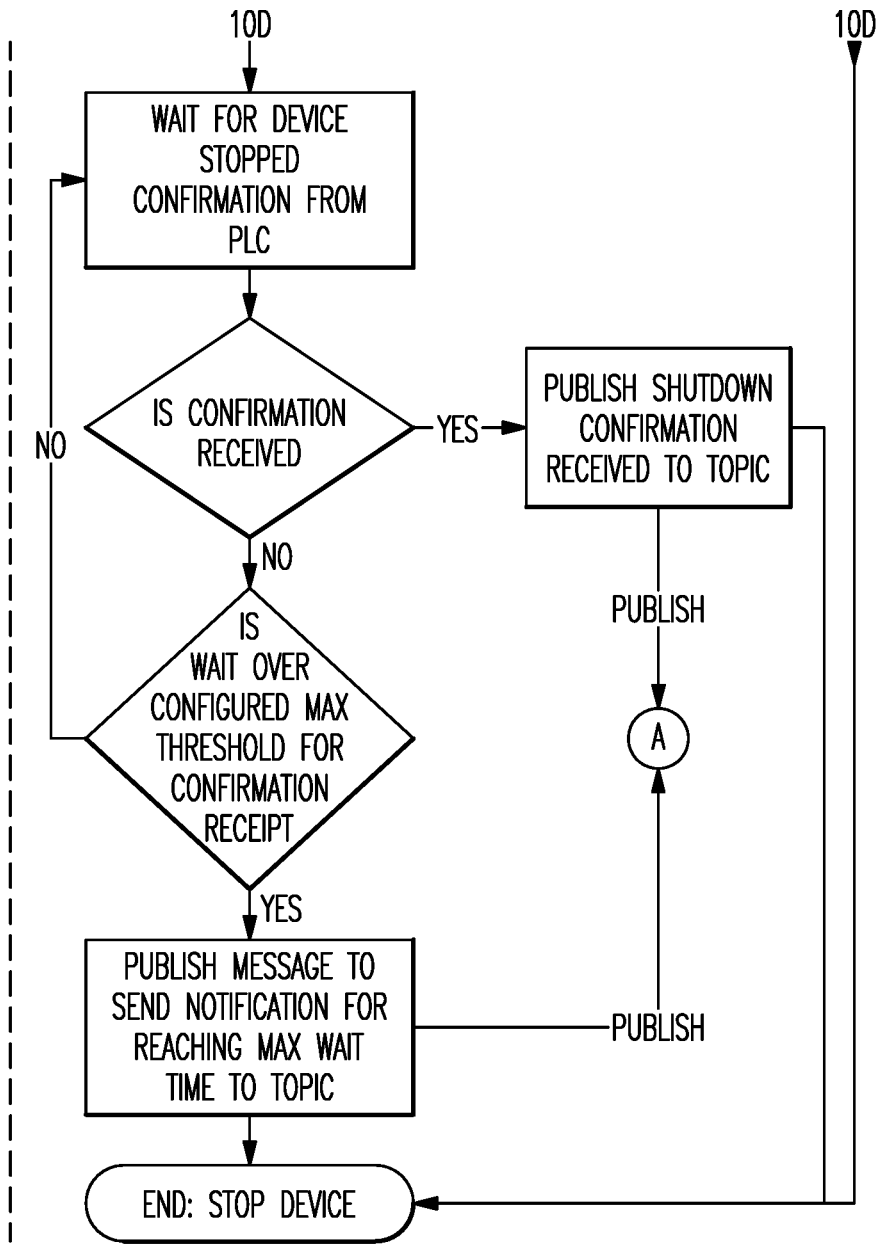 10D
10D
WAIT FOR DEVICE
STOPPED
CONFIRMATION FROM
PLC
IS CONFIRMATION
RECEIVED
YES
PUBLISH SHUTDOWN
CONFIRMATION
RECEIVED TO TOPIC
NO
NO
PUBLISH
IS
WAIT OVER
CONFIGURED MAX
THRESHOLD FOR
CONFIRMATION
RECEIPT
A
YES
PUBLISH MESSAGE TO
SEND NOTIFICATION FOR
REACHING MAX WAIT
TIME TO TOPIC
PUBLISH
END: STOP DEVICE